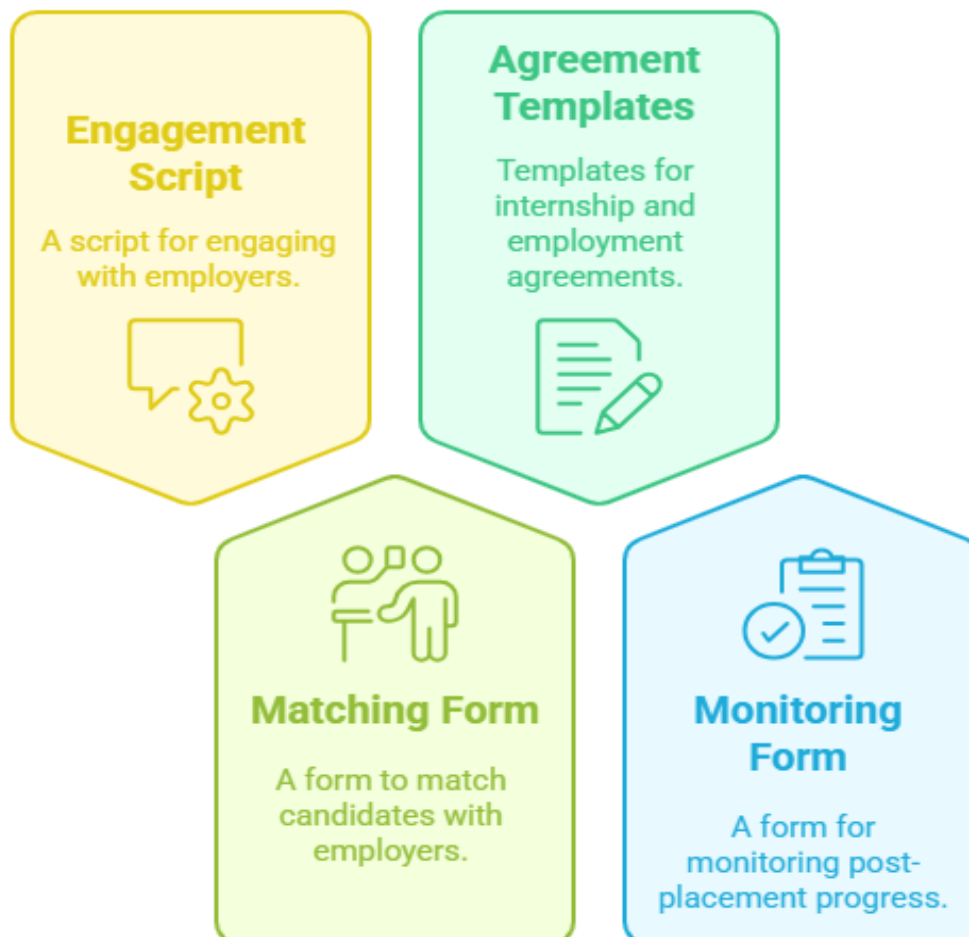 Engagement
Script
A script for engaging
with employers.
Agreement
Templates
Templates for
internship and
employment
agreements.
Matching Form
A form to match
candidates with
employers.
Monitoring
Form
A form for
monitoring post-
placement progress.